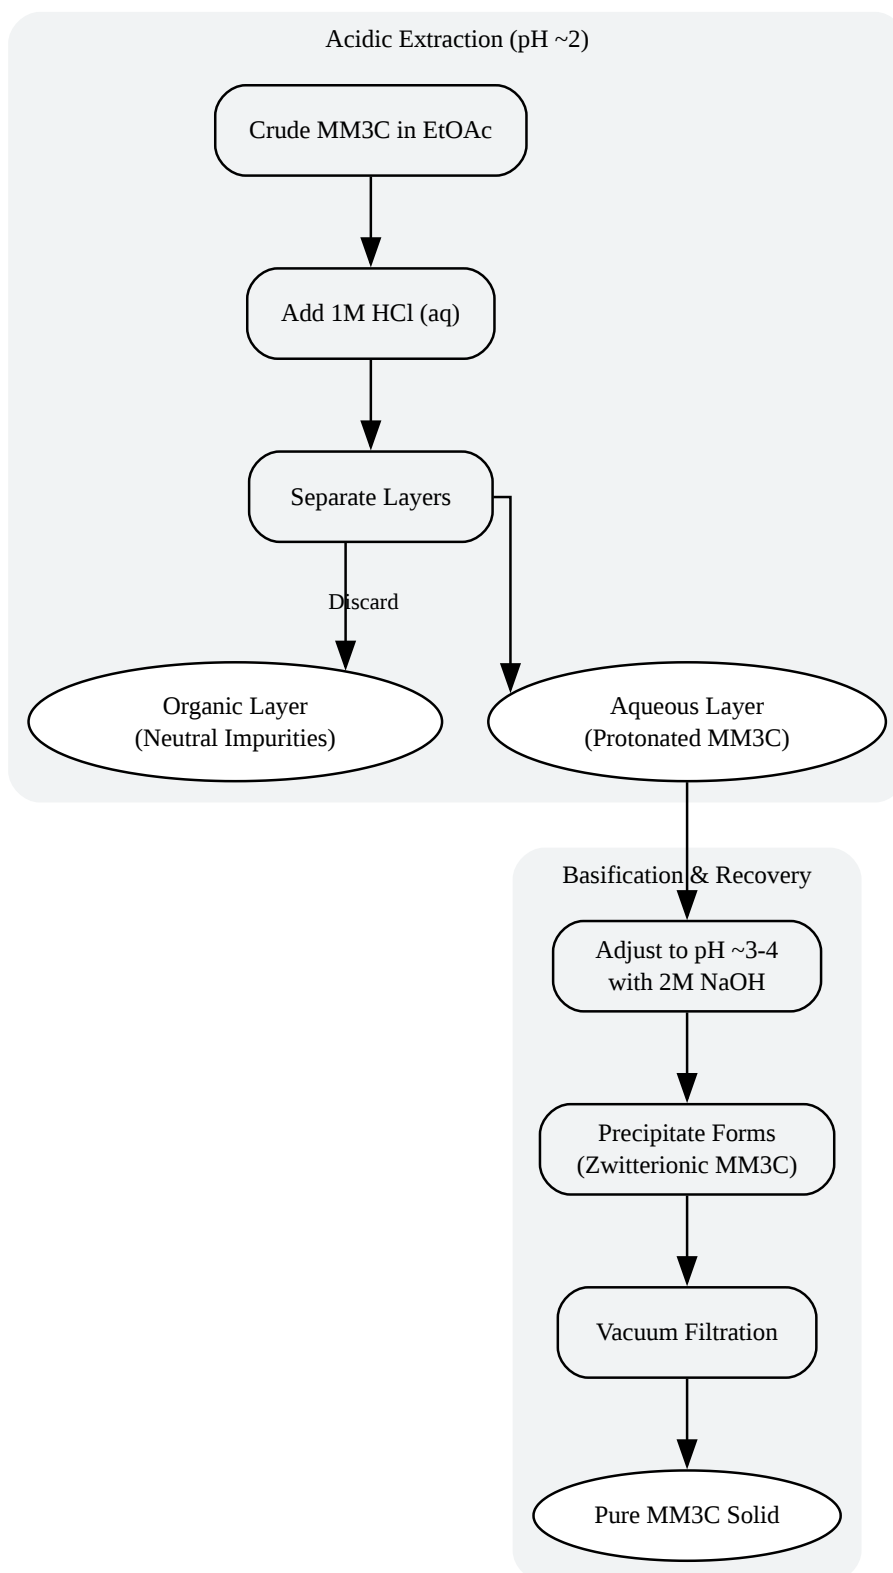 Acidic Extraction (pH ~2)
Crude MM3C in EtOAc
Add 1M HCl (aq)
Separate Layers
Discard
Organic Layer
(Neutral Impurities)
Aqueous Layer
(Protonated MM3C)
Basification & Recovery
Adjust to pH ~3-4
with 2M NaOH
Precipitate Forms
(Zwitterionic MM3C)
Vacuum Filtration
Pure MM3C Solid